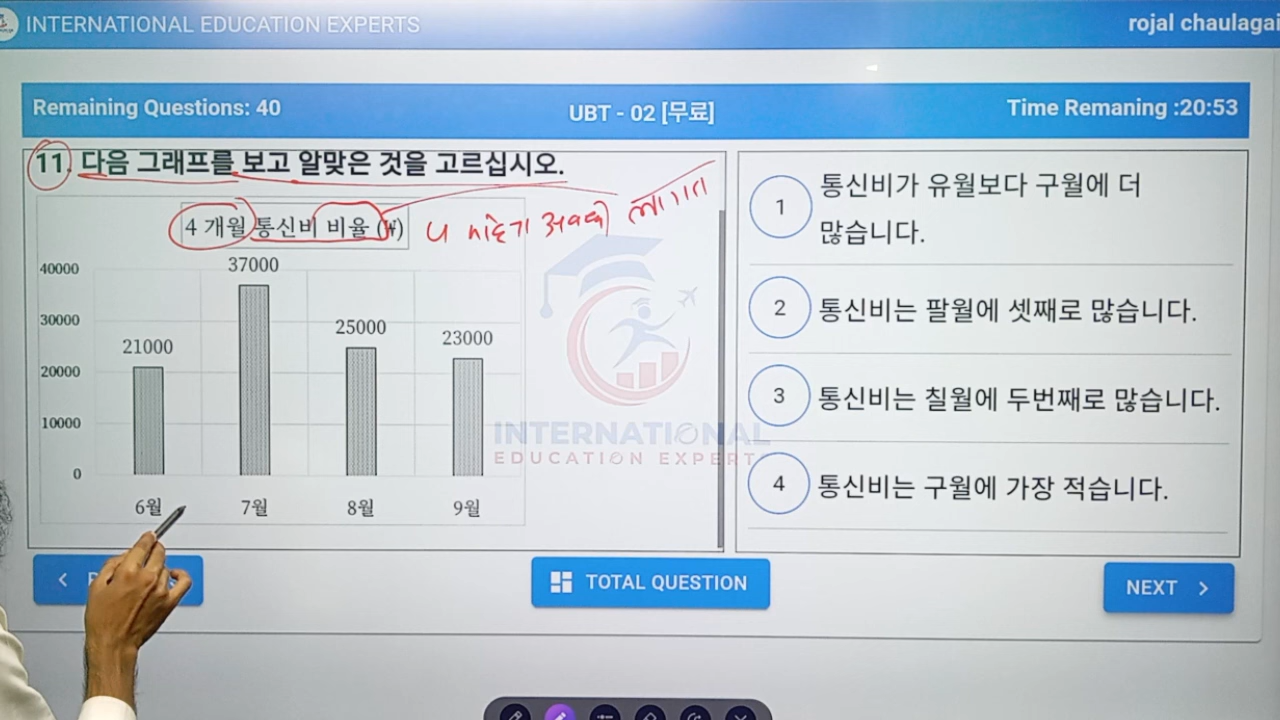 INTERNATIONAL EDUCATION EXPERTS
rojal chaulagai
Remaining Questions: 40
UBT - 02 [무료]
Time Remaning :20:53
11. 다음 그래프를 보고 알맞은 것을 고르십시오.
4 개월 통신비 비율 (₩)
40000
30000
20000
10000
0
21000
37000
25000
23000
6월
7월
8월
9월
INTERNATIONAL
EDUCATION EXPERT
1 통신비가 유월보다 구월에 더
많습니다.
2 통신비는 팔월에 셋째로 많습니다.
3 통신비는 칠월에 두번째로 많습니다.
4 통신비는 구월에 가장 적습니다.
TOTAL QUESTION
NEXT